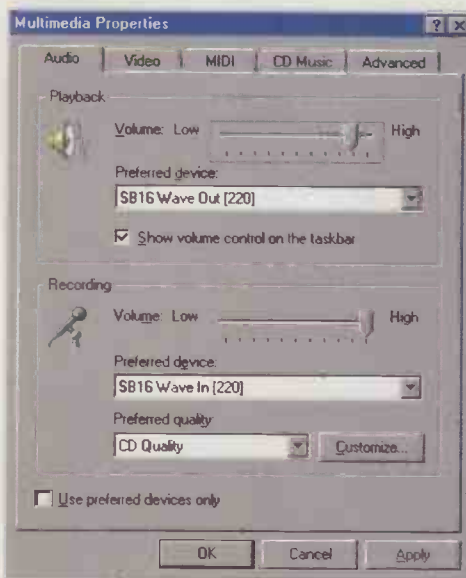 Multimedia Properties ? ×
Audio Video MIDI CD Music Advanced
Playback
Volume: Low High
Preferred device:
SB16 Wave Out [220]
Show volume control on the taskbar
Recording
Volume: Low High
Preferred device:
SB16 Wave In [220]
Preferred quality:
CD Quality Customize...
Use preferred devices only
OK Cancel Apply